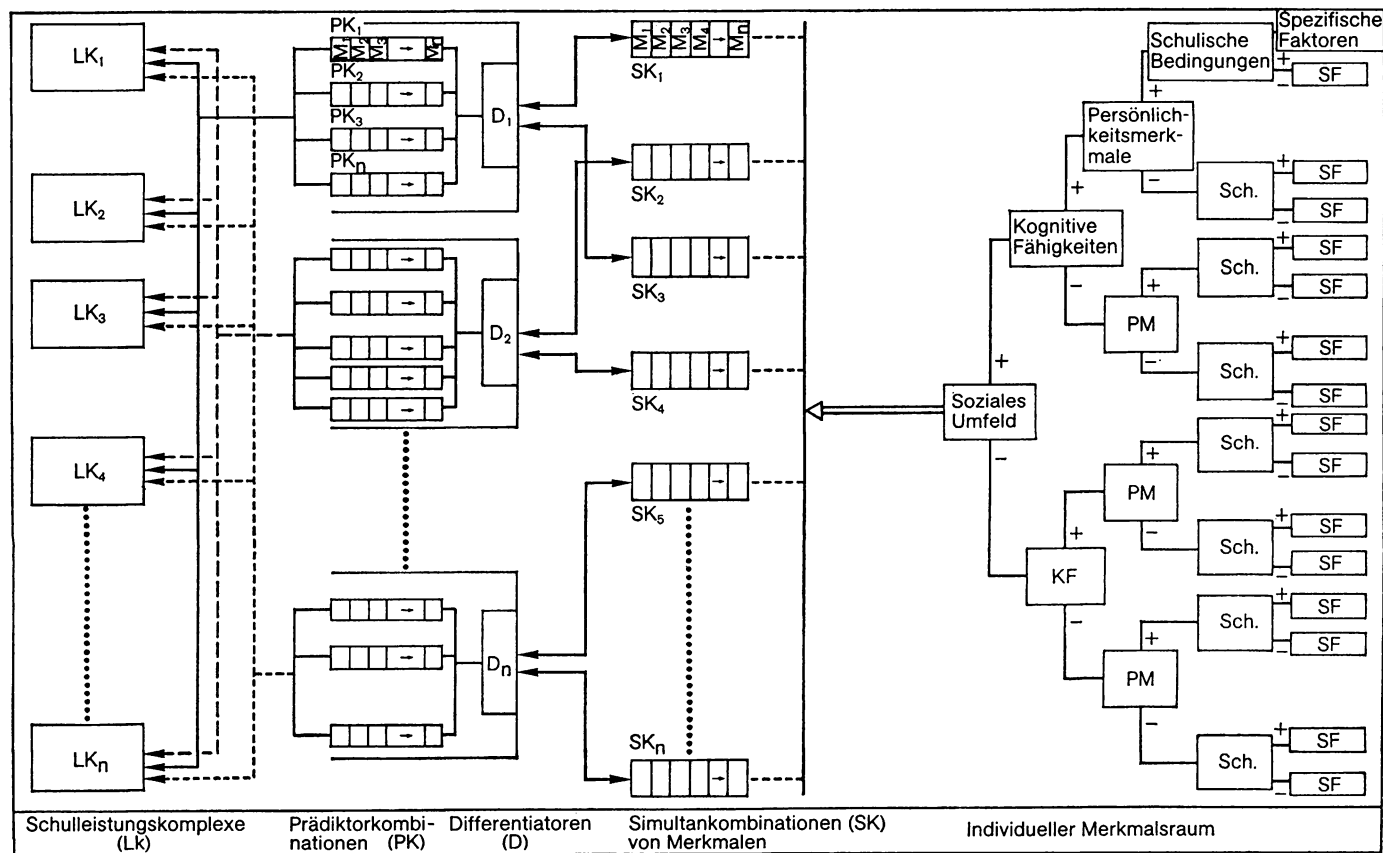 LK₁
LK₂
LK₃
LK₄
LKₙ
PK₁
M₁ M₂ M₃ → Mₙ
PK₂
→
PK₃
→
PKₙ
→
D₁
→
→
→
→
→
D₂
→
→
→
Dₙ
M₁ M₂ M₃ M₄ → Mₙ
SK₁
→
SK₂
→
SK₃
→
SK₄
→
SK₅
SKₙ
→
Soziales
Umfeld
+
−
Kognitive
Fähigkeiten
+
−
KF
+
−
Persönlich-
keitsmerk-
male
+
−
PM
+
−
PM
+
−
PM
+
−
Schulische
Bedingungen
Spezifische
Faktoren
+
−
SF
Sch.
+
SF
−
SF
Sch.
+
SF
−
SF
Sch.
+
SF
−
SF
Sch.
+
SF
−
SF
Sch.
+
SF
−
SF
Sch.
+
SF
−
SF
Sch.
+
SF
−
SF
Schulleistungskomplexe
(Lk)
Prädiktorkombi-
nationen (PK)
Differentiatoren
(D)
Simultankombinationen (SK)
von Merkmalen
Individueller Merkmalsraum